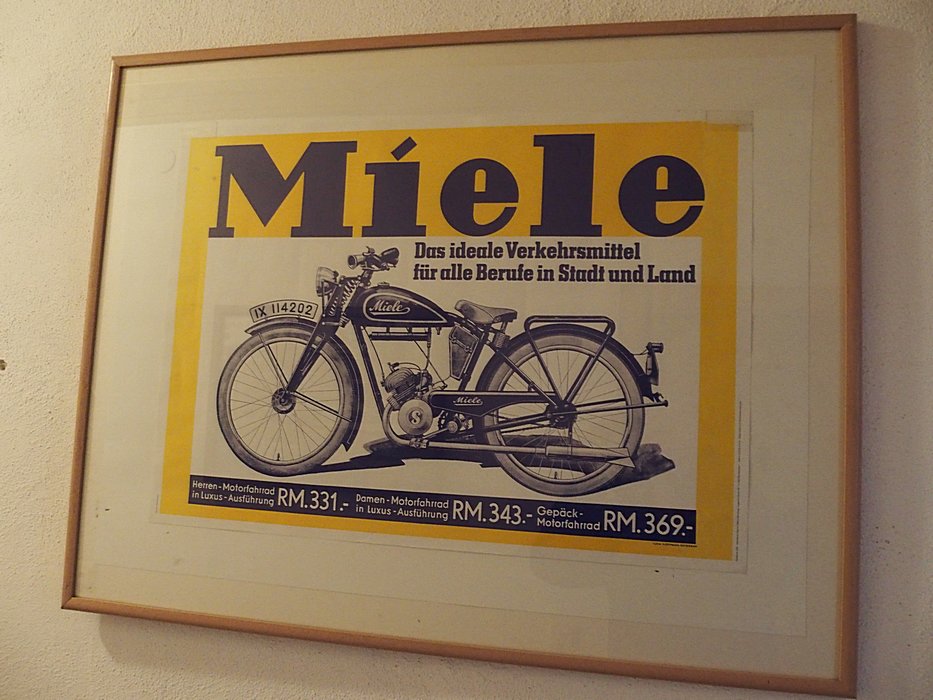 Miele
Das ideale Verkehrsmittel
für alle Berufe in Stadt und Land
IX 114202
Miele
Miele
S
Herren-Motorfahrrad
in Luxus-Ausführung RM.331.-
Damen-Motorfahrrad
in Luxus-Ausführung RM.343.-
Gepäck-
Motorfahrrad RM.369.-